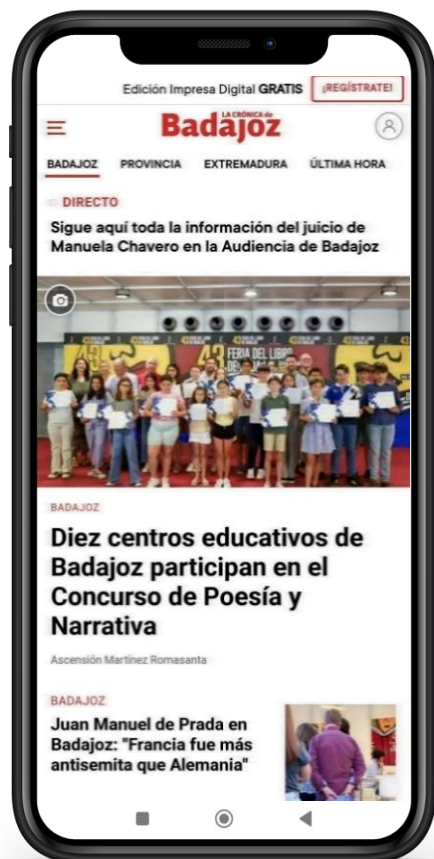 Edición Impresa Digital GRATIS
¡REGÍSTRATE!
LA CRÓNICA de
Badajoz
BADAJOZ PROVINCIA EXTREMADURA ÚLTIMA HORA
DIRECTO
Sigue aquí toda la información del juicio de
Manuela Chavero en la Audiencia de Badajoz
43 FERIA DEL LIBRO
BADAJOZ
Diez centros educativos de
Badajoz participan en el
Concurso de Poesía y
Narrativa
Ascensión Martínez Romasanta
BADAJOZ
Juan Manuel de Prada en
Badajoz: "Francia fue más
antisemita que Alemania"